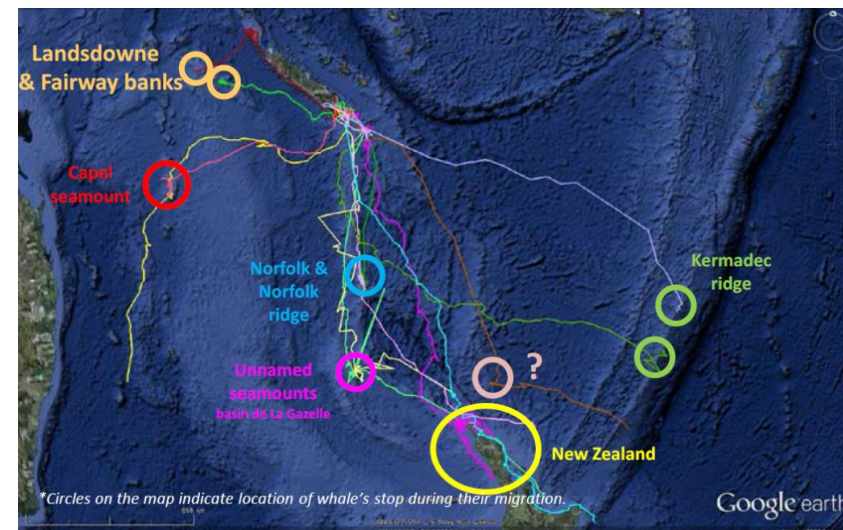 Landsdowne
& Fairway banks
Capel
seamount
Norfolk &
Norfolk
ridge
Kermadec
ridge
Unnamed
seamounts
basin de La Gazelle
?
New Zealand
*Circles on the map indicate location of whale's stop during their migration.
Google earth